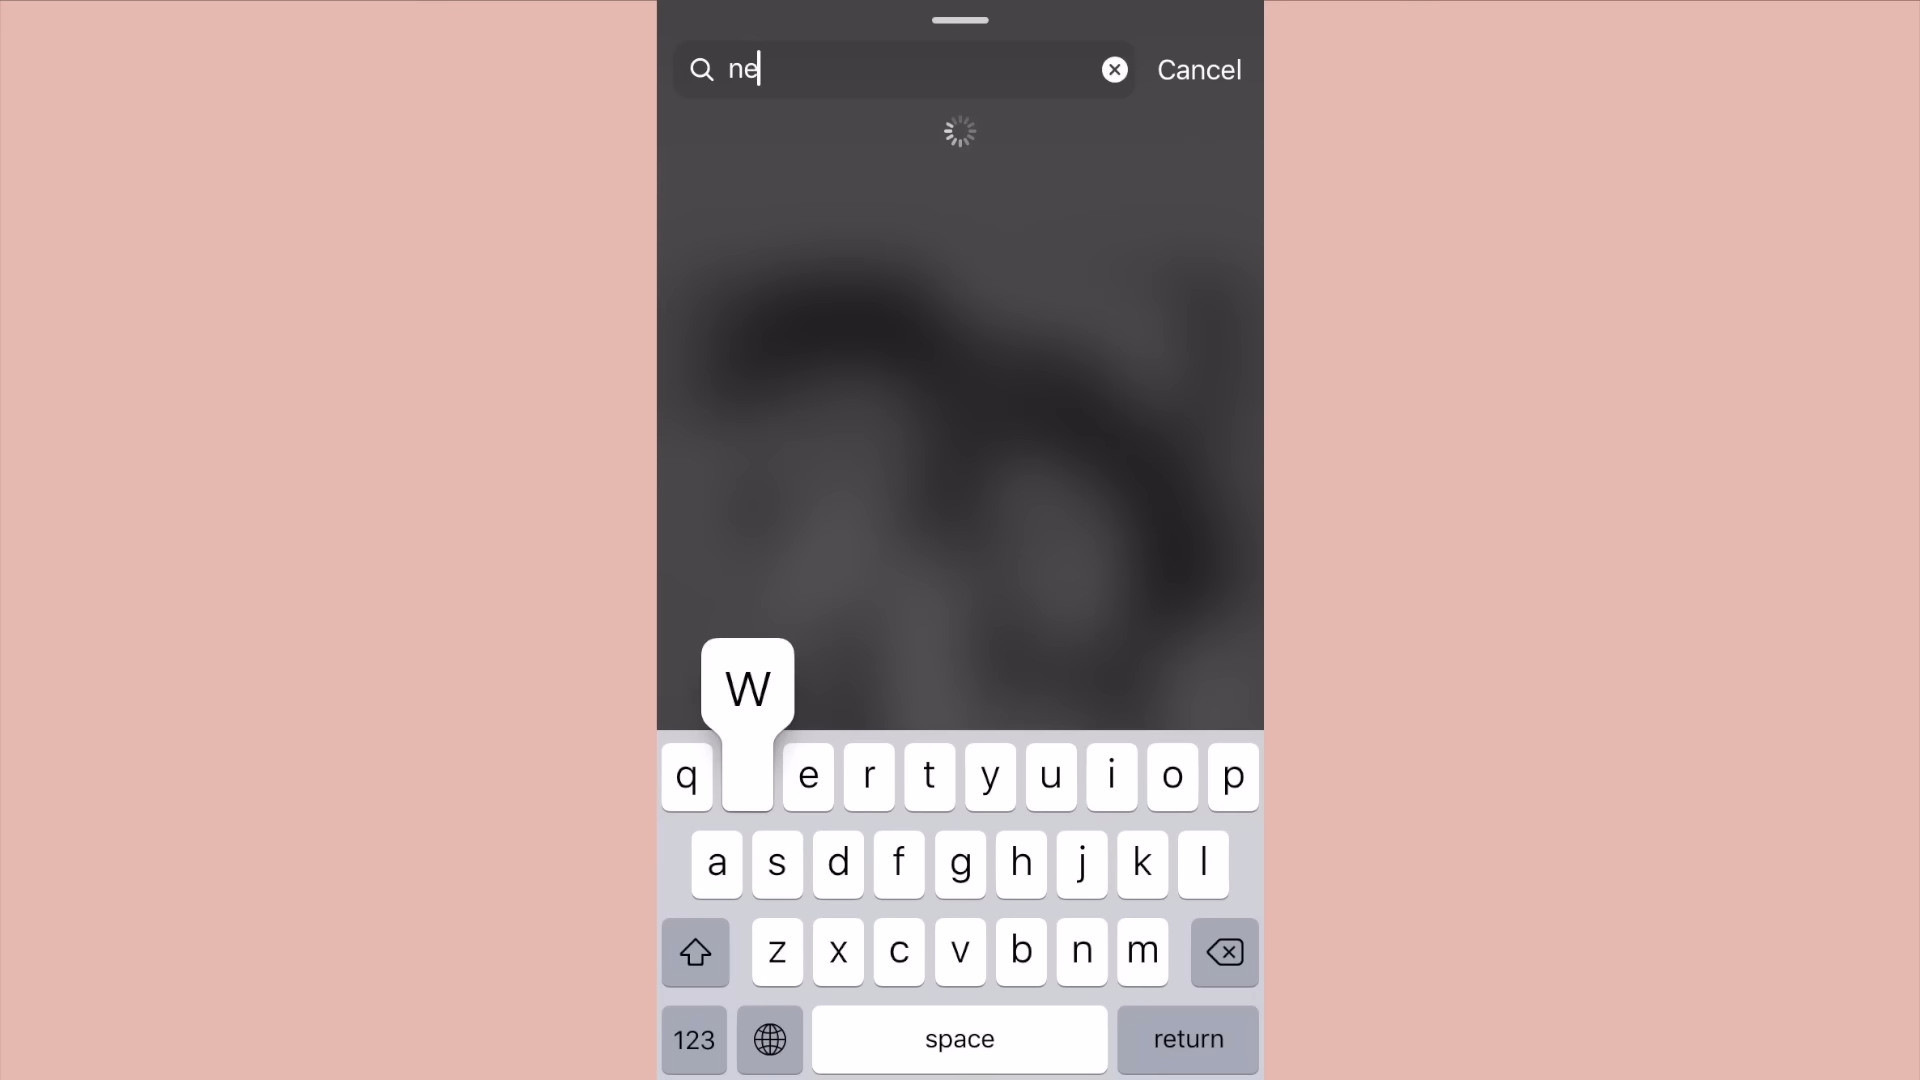 ne
Cancel
W
q e r t y u i o p
a s d f g h j k l
z x c v b n m
123 space return